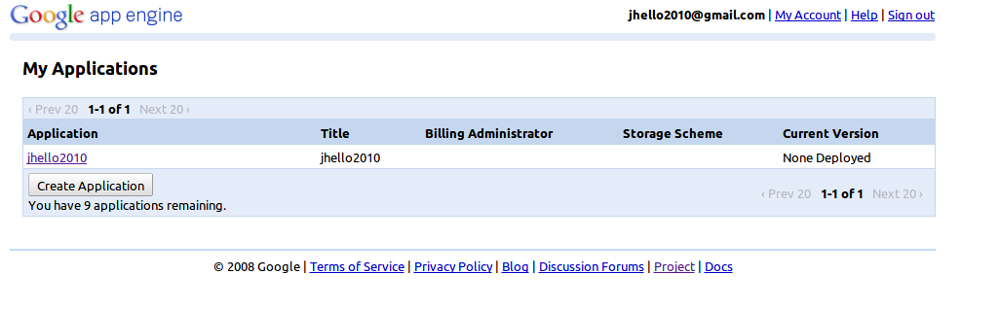 Google app engine
jhello2010@gmail.com | My Account | Help | Sign out
My Applications
‹ Prev 20 1-1 of 1 Next 20 ›
Application Title Billing Administrator Storage Scheme Current Version
jhello2010 jhello2010 None Deployed
Create Application
You have 9 applications remaining.
‹ Prev 20 1-1 of 1 Next 20 ›
© 2008 Google | Terms of Service | Privacy Policy | Blog | Discussion Forums | Project | Docs